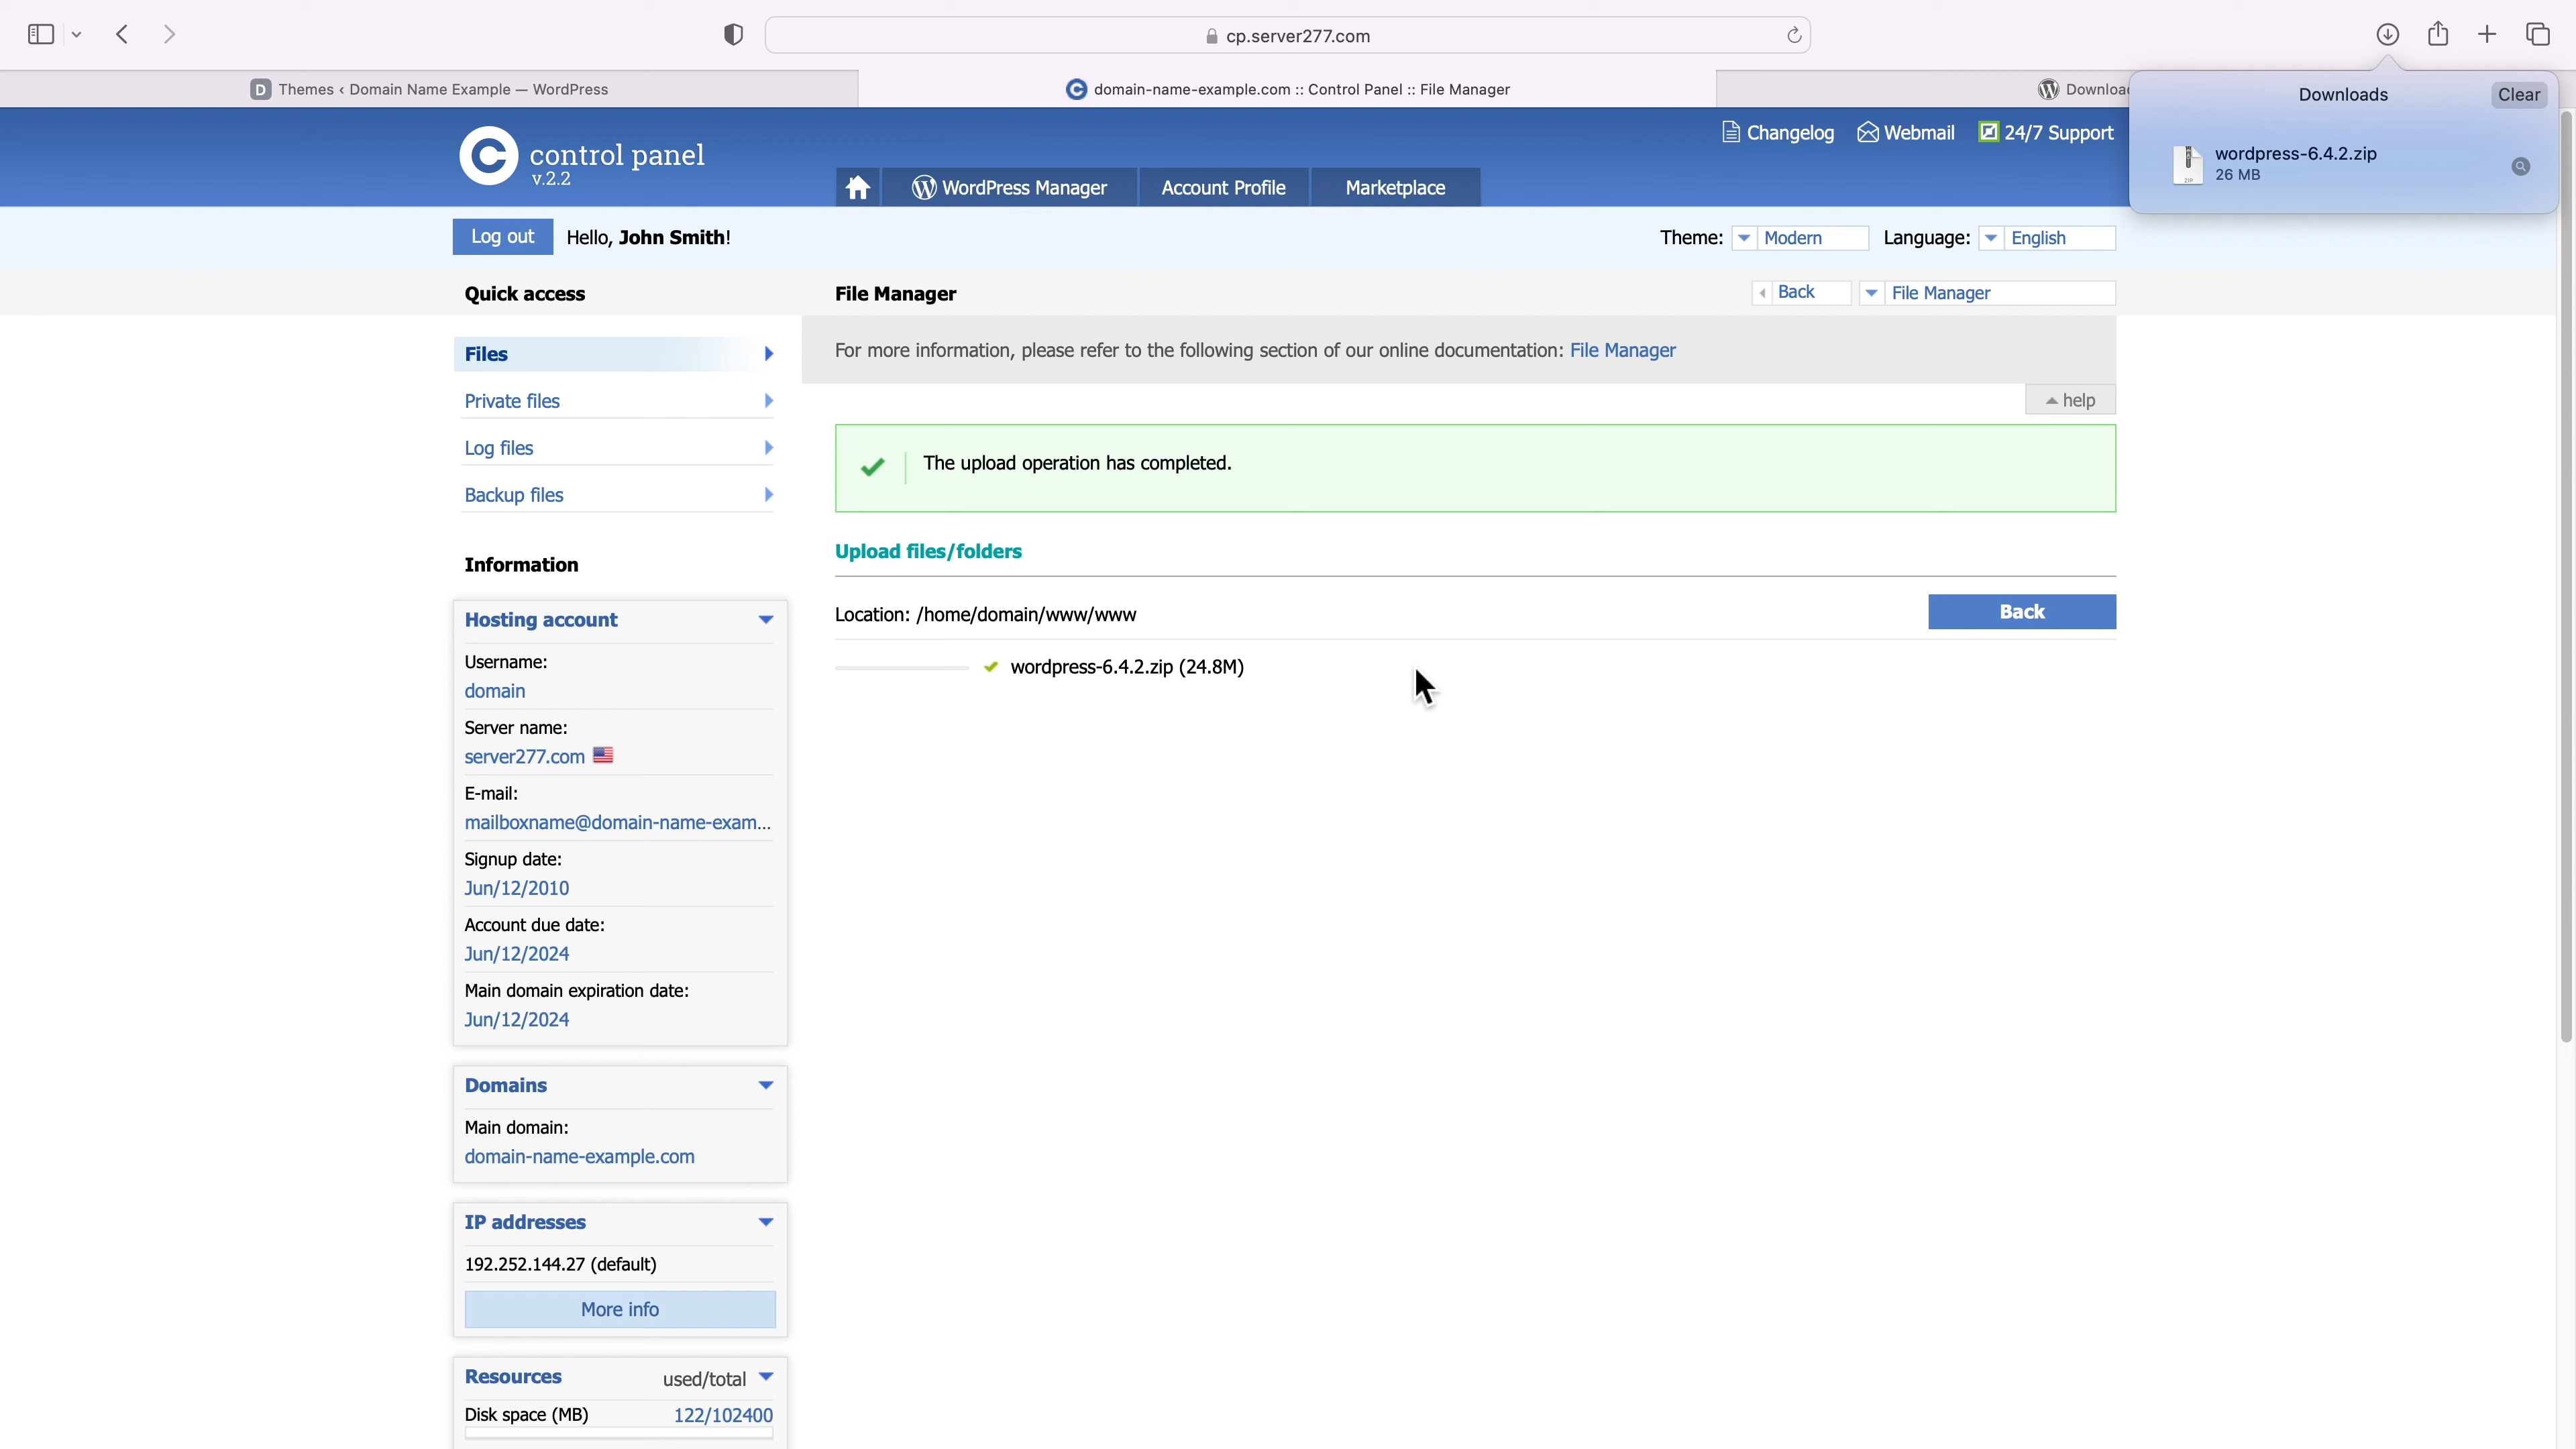 cp.server277.com
D Themes ‹ Domain Name Example — WordPress
domain-name-example.com :: Control Panel :: File Manager
Downloads
Clear
wordpress-6.4.2.zip
26 MB
ZIP
control panel
v.2.2
Changelog
Webmail
24/7 Support
WordPress Manager
Account Profile
Marketplace
Log out
Hello, John Smith!
Theme: Modern
Language: English
Quick access
File Manager
Back
File Manager
Files
Private files
Log files
Backup files
For more information, please refer to the following section of our online documentation: File Manager
help
The upload operation has completed.
Upload files/folders
Location: /home/domain/www/www
Back
wordpress-6.4.2.zip (24.8M)
Information
Hosting account
Username:
domain
Server name:
server277.com
E-mail:
mailboxname@domain-name-exam...
Signup date:
Jun/12/2010
Account due date:
Jun/12/2024
Main domain expiration date:
Jun/12/2024
Domains
Main domain:
domain-name-example.com
IP addresses
192.252.144.27 (default)
More info
Resources used/total
Disk space (MB) 122/102400